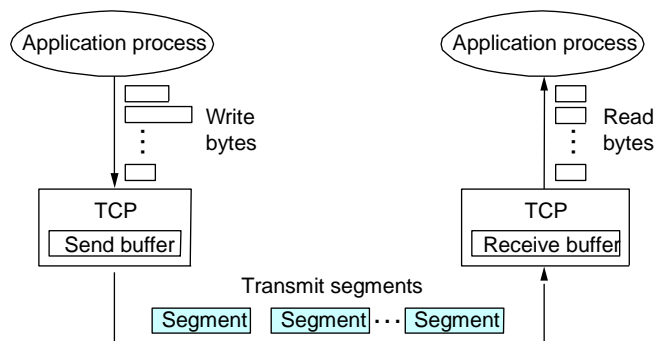 Application process
Application process
Write
bytes
Read
bytes
TCP
Send buffer
TCP
Receive buffer
Transmit segments
Segment
Segment
Segment